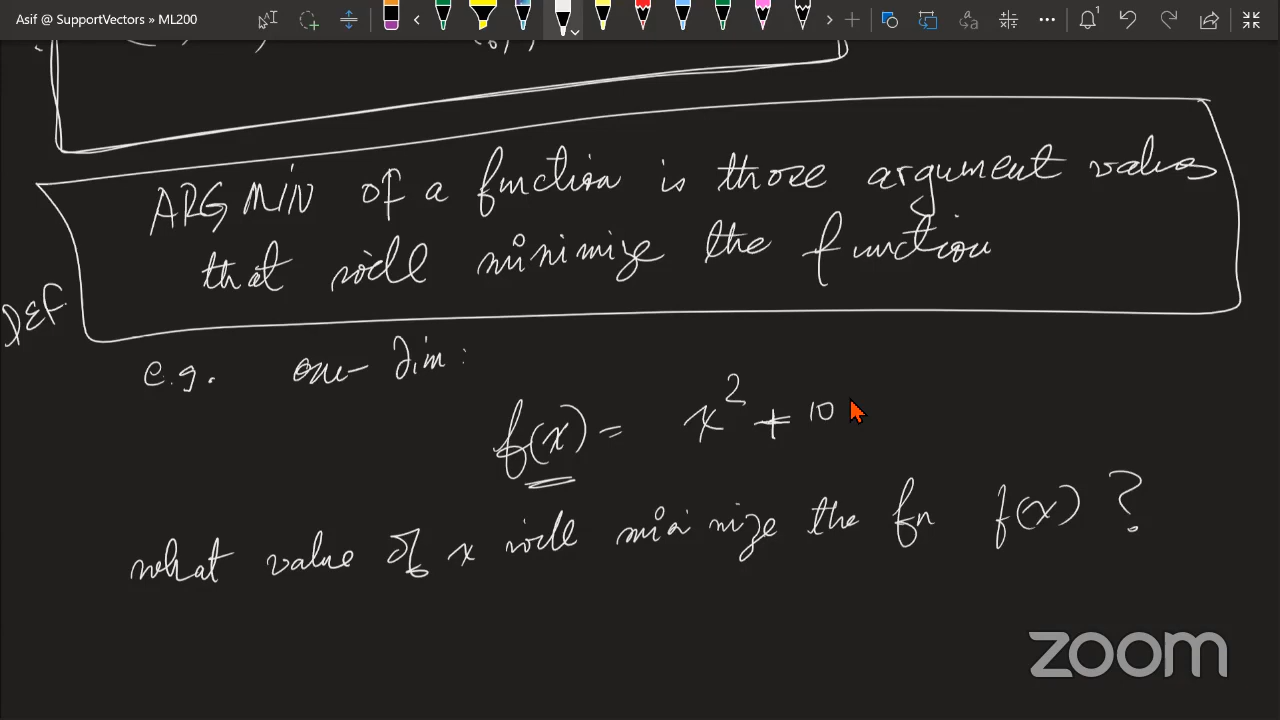 Asif @ SupportVectors » ML200
ARGMIN of a function is those argument values
that will minimize the function
DEF.
e.g. one-dim:
f(x) = x² + 10
what value of x will minimize the fn f(x)?
zoom